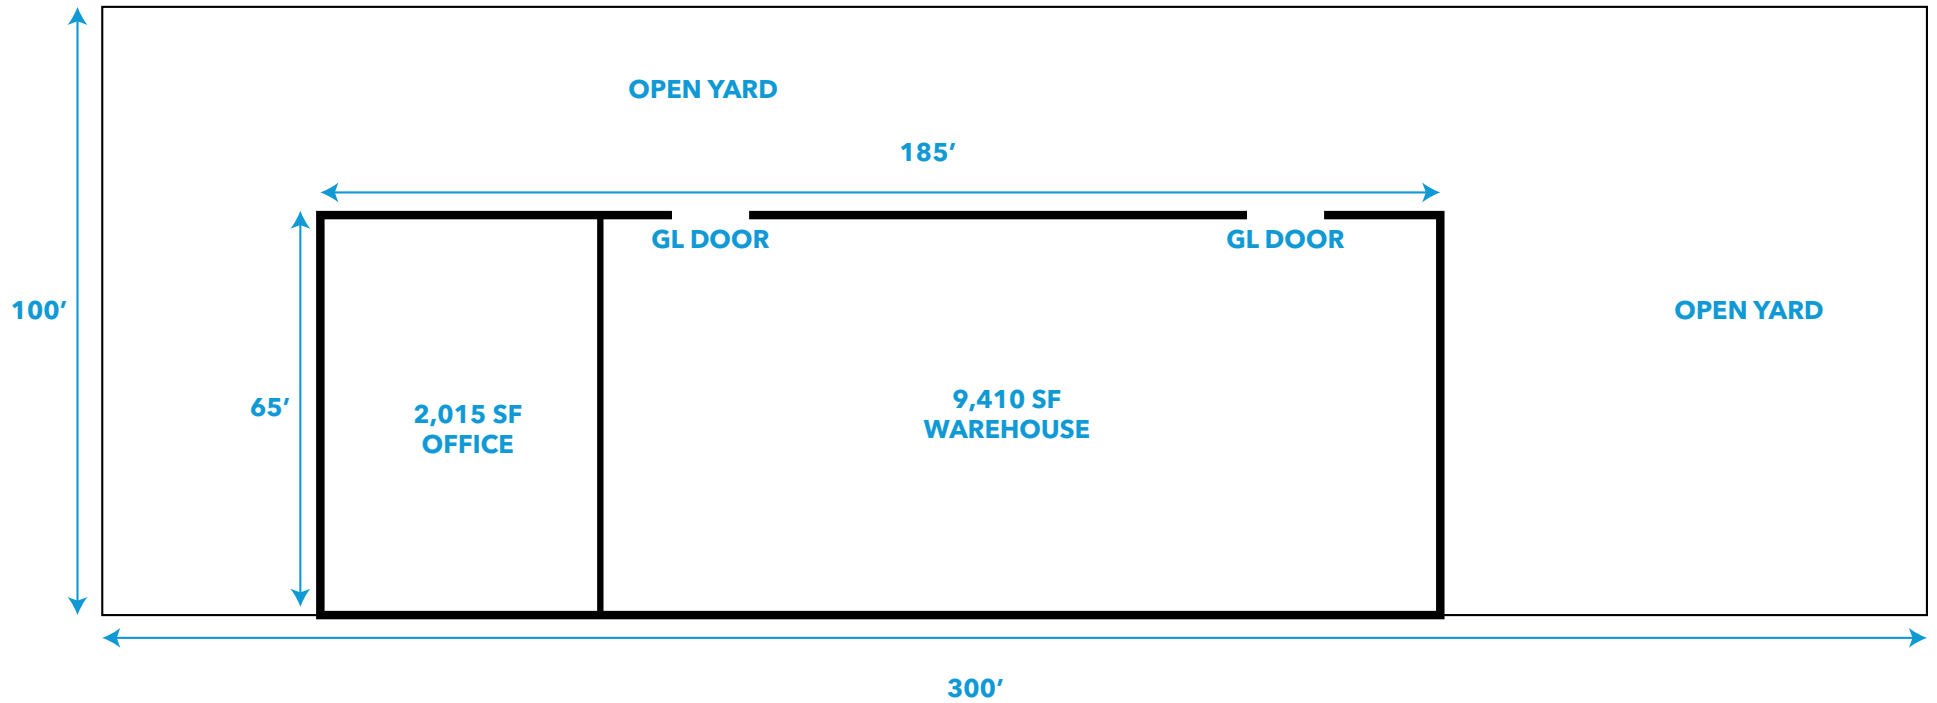 OPEN YARD
185’
GL DOOR
GL DOOR
100’
OPEN YARD
65’
2,015 SF
OFFICE
9,410 SF
WAREHOUSE
300’